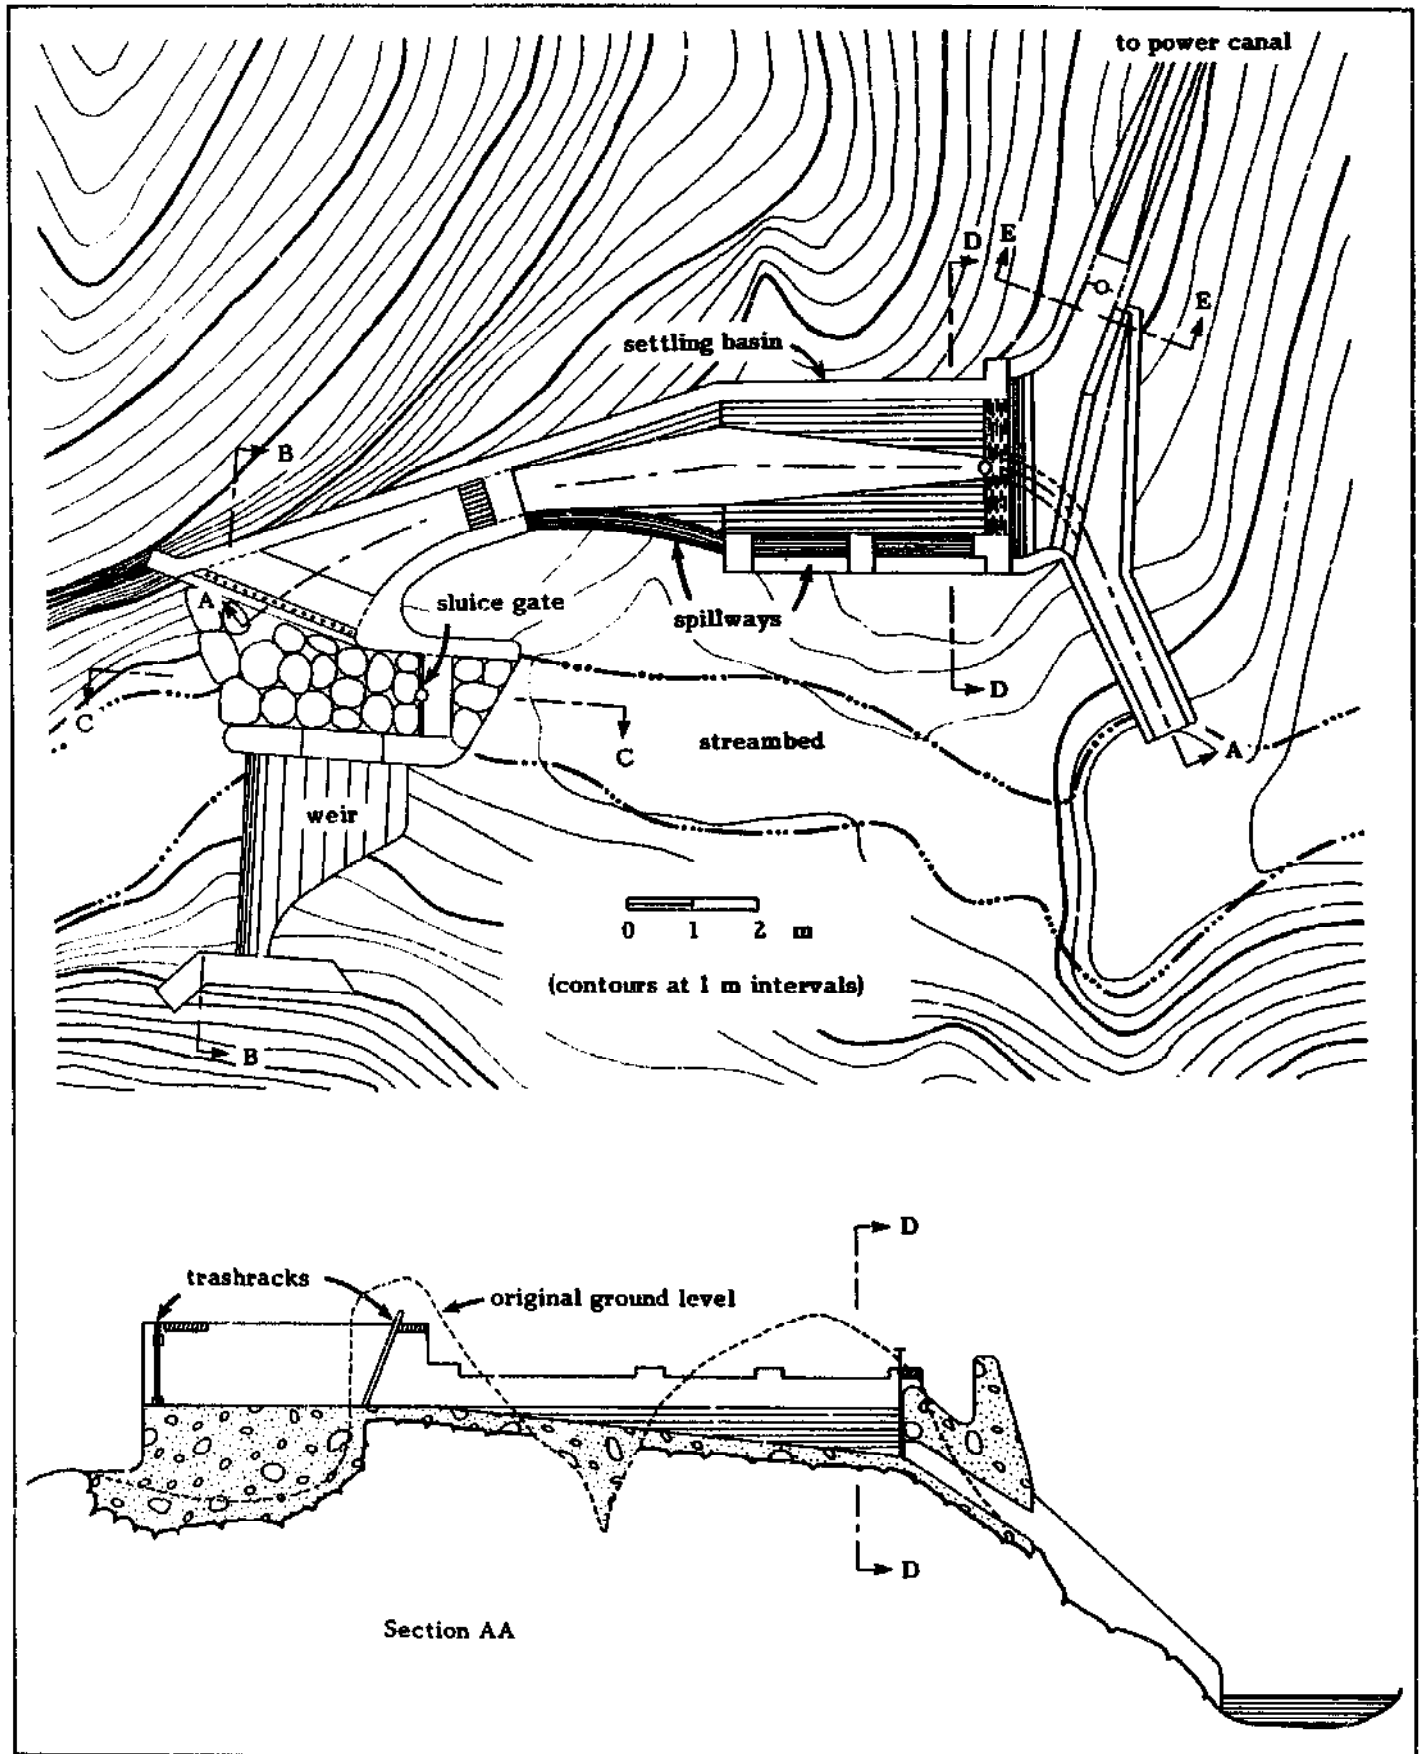 to power canal
D
E
E
settling basin
B
A
sluice gate
spillways
D
C
streambed
C
A
weir
0 1 2 m
(contours at 1 m intervals)
B
D
trashracks
original ground level
D
Section AA